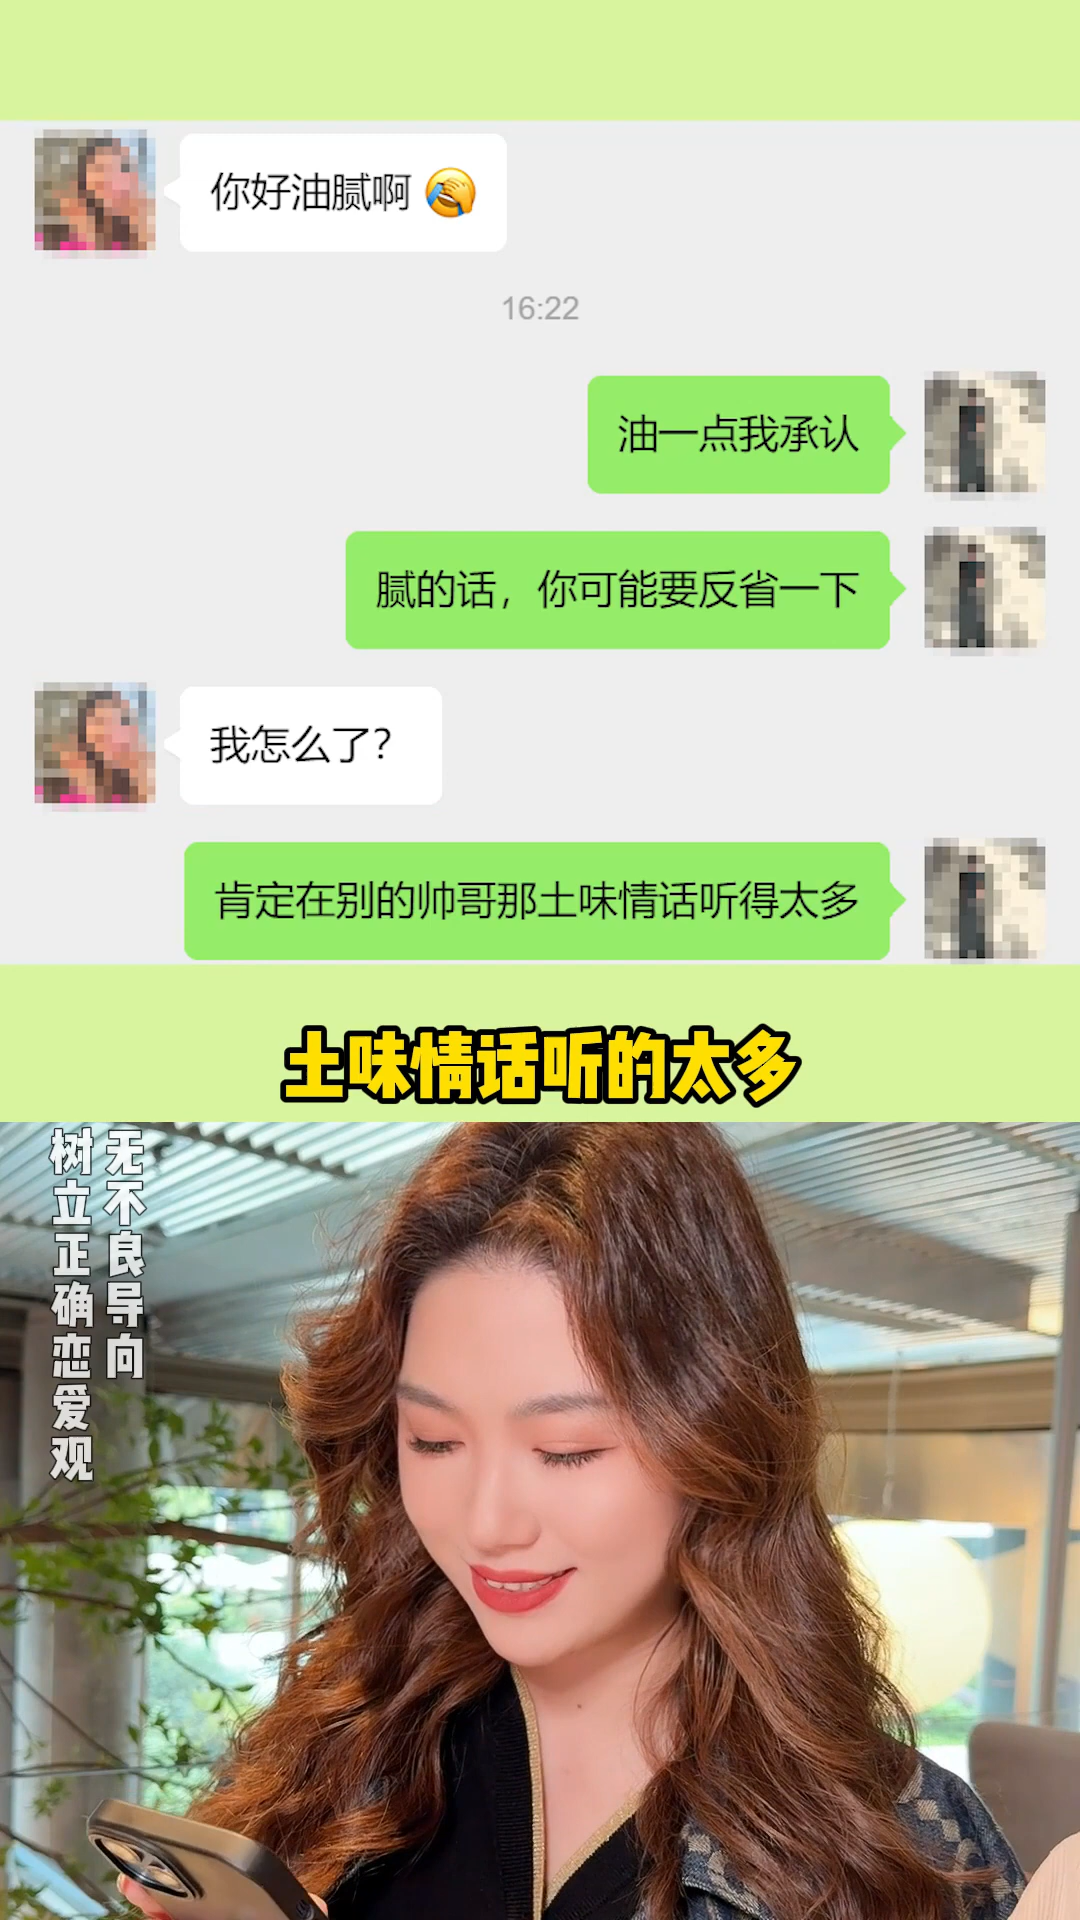 你好油腻啊 🤦
16:22
油一点我承认
腻的话，你可能要反省一下
我怎么了？
肯定在别的帅哥那土味情话听得太多
土味情话听的太多
无不良导向
树立正确恋爱观